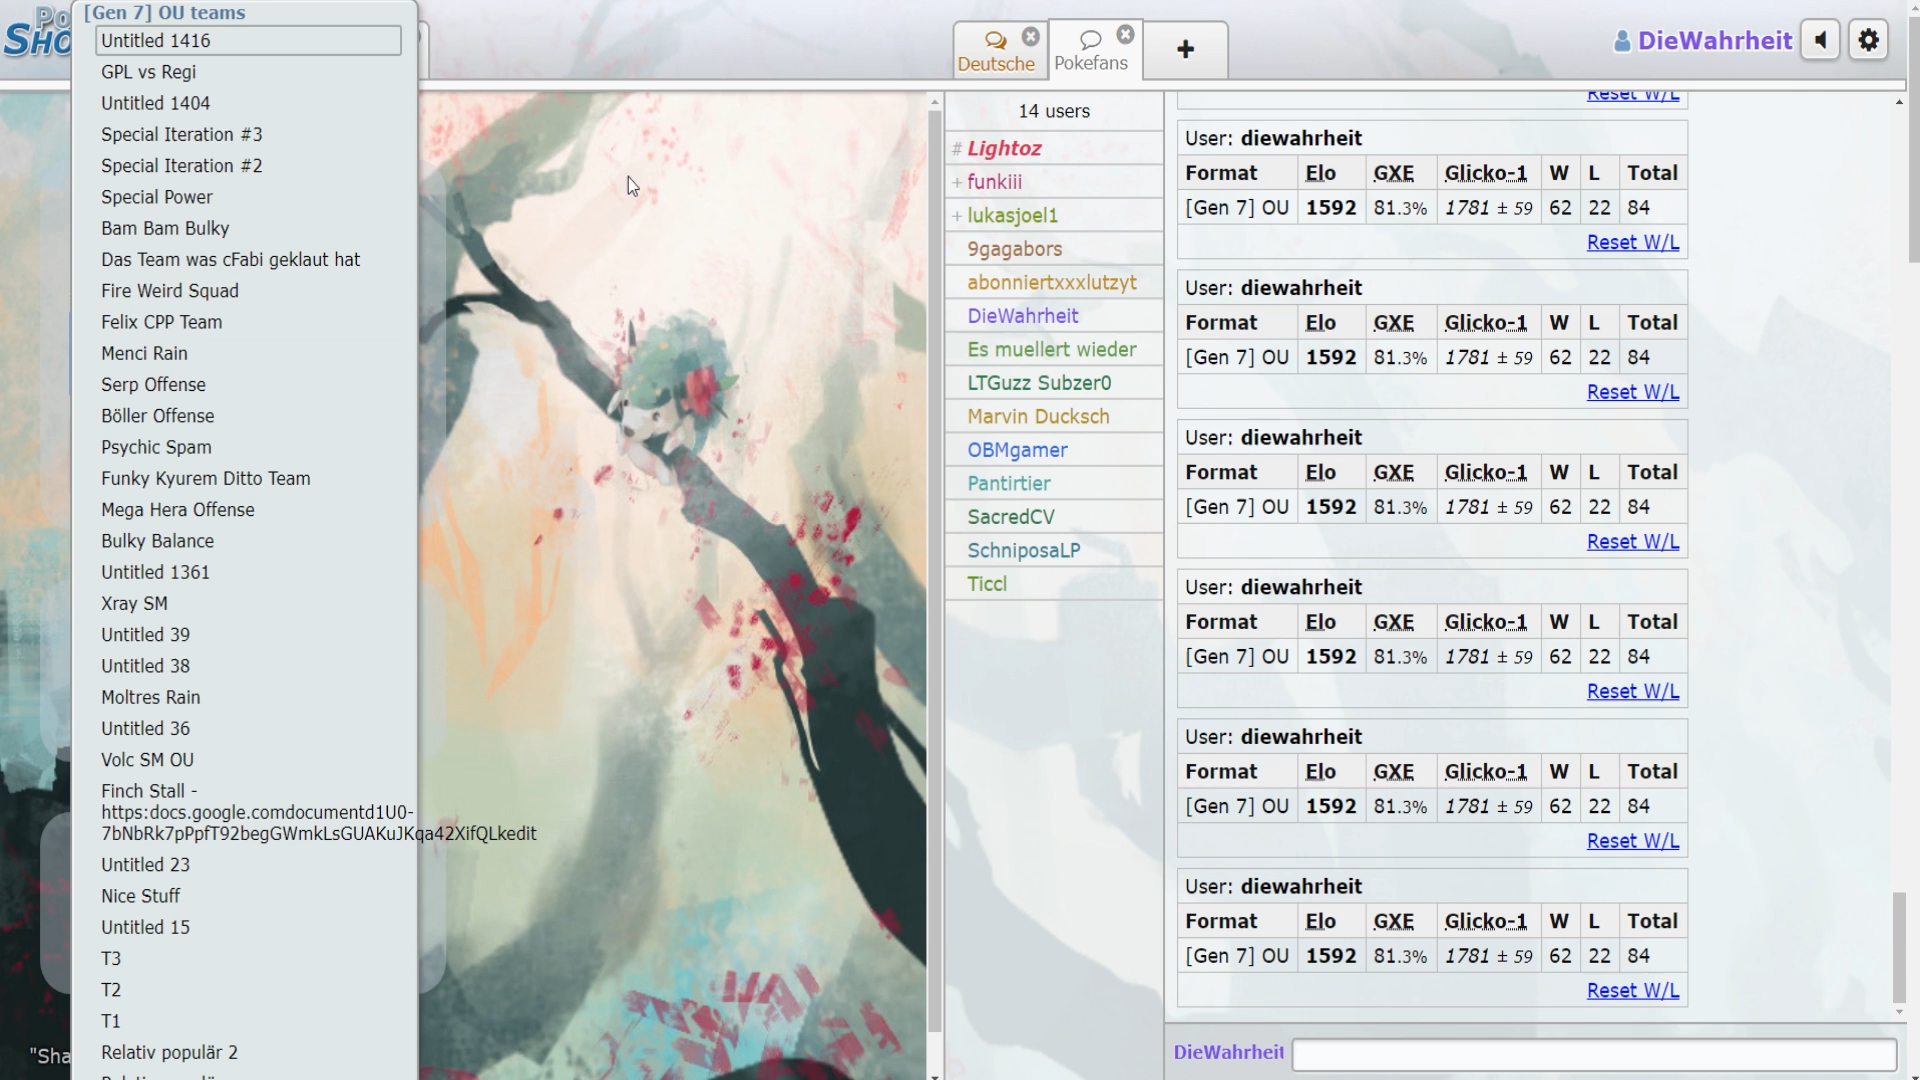 Po
SHO
[Gen 7] OU teams
Untitled 1416
GPL vs Regi
Untitled 1404
Special Iteration #3
Special Iteration #2
Special Power
Bam Bam Bulky
Das Team was cFabi geklaut hat
Fire Weird Squad
Felix CPP Team
Menci Rain
Serp Offense
Böller Offense
Psychic Spam
Funky Kyurem Ditto Team
Mega Hera Offense
Bulky Balance
Untitled 1361
Xray SM
Untitled 39
Untitled 38
Moltres Rain
Untitled 36
Volc SM OU
Finch Stall -
https:docs.google.comdocumentd1U0-
7bNbRk7pPpfT92begGWmkLsGUAKuJKqa42XifQLkedit
Untitled 23
Nice Stuff
Untitled 15
T3
T2
T1
Relativ populär 2
"Sha
Deutsche
Pokefans
+
DieWahrheit
14 users
# Lightoz
+ funkiii
+ lukasjoel1
9gagabors
abonniertxxxlutzyt
DieWahrheit
Es muellert wieder
LTGuzz Subzer0
Marvin Ducksch
OBMgamer
Pantirtier
SacredCV
SchniposaLP
Ticcl
Reset W/L
User: diewahrheit
Format Elo GXE Glicko-1 W L Total
[Gen 7] OU 1592 81.3% 1781 ± 59 62 22 84
Reset W/L
User: diewahrheit
Format Elo GXE Glicko-1 W L Total
[Gen 7] OU 1592 81.3% 1781 ± 59 62 22 84
Reset W/L
User: diewahrheit
Format Elo GXE Glicko-1 W L Total
[Gen 7] OU 1592 81.3% 1781 ± 59 62 22 84
Reset W/L
User: diewahrheit
Format Elo GXE Glicko-1 W L Total
[Gen 7] OU 1592 81.3% 1781 ± 59 62 22 84
Reset W/L
User: diewahrheit
Format Elo GXE Glicko-1 W L Total
[Gen 7] OU 1592 81.3% 1781 ± 59 62 22 84
Reset W/L
User: diewahrheit
Format Elo GXE Glicko-1 W L Total
[Gen 7] OU 1592 81.3% 1781 ± 59 62 22 84
Reset W/L
DieWahrheit